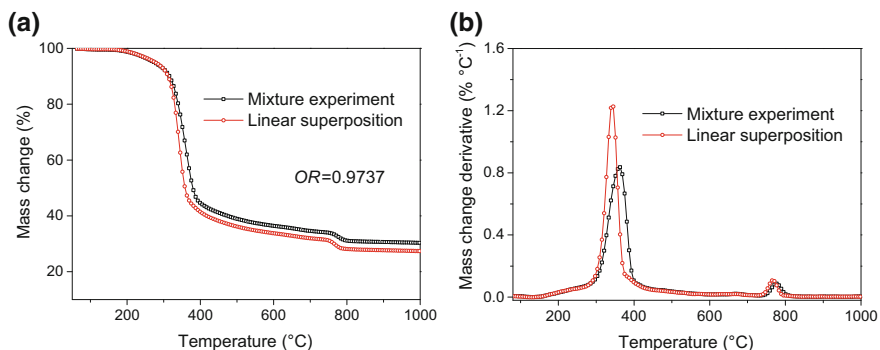 (a)
100
80
60
40
20
Mass change (%)
Mixture experiment
Linear superposition
OR=0.9737
200
400
600
800
1000
Temperature (°C)
(b)
1.6
1.2
0.8
0.4
0.0
Mass change derivative (% °C⁻¹)
Mixture experiment
Linear superposition
200
400
600
800
1000
Temperature (°C)